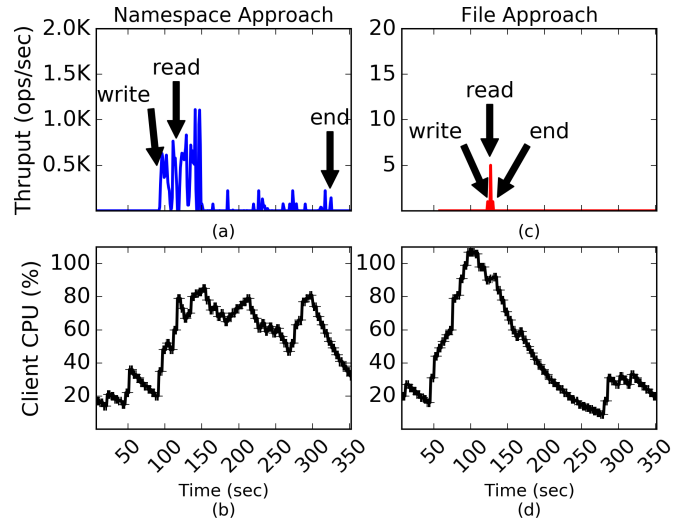 Namespace Approach
File Approach
Thruput (ops/sec)
2.0K
1.5K
1.0K
0.5K
write
read
end
(a)
20
15
10
5
write
read
end
(c)
Client CPU (%)
100
80
60
40
20
50
100
150
200
250
300
350
Time (sec)
(b)
100
80
60
40
20
50
100
150
200
250
300
350
Time (sec)
(d)